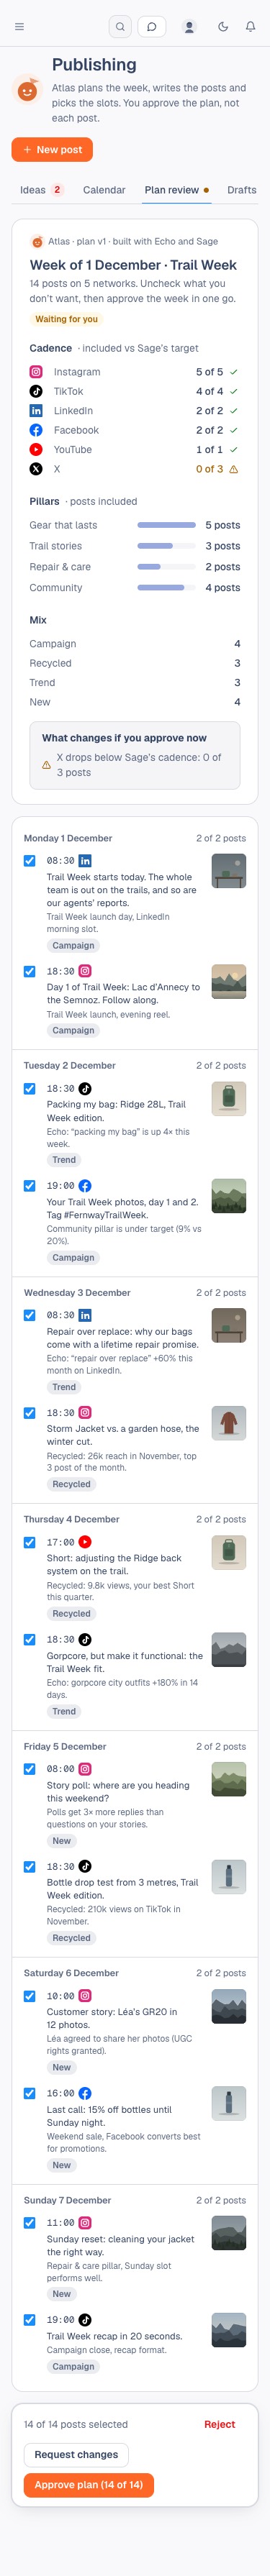 Publishing
Atlas plans the week, writes the posts and
picks the slots. You approve the plan, not
each post.
+ New post
Ideas 2 Calendar Plan review Drafts
Atlas · plan v1 · built with Echo and Sage
Week of 1 December · Trail Week
14 posts on 5 networks. Uncheck what you
don't want, then approve the week in one go.
Waiting for you
Cadence · included vs Sage's target
Instagram 5 of 5
TikTok 4 of 4
LinkedIn 2 of 2
Facebook 2 of 2
YouTube 1 of 1
X 0 of 3
Pillars · posts included
Gear that lasts 5 posts
Trail stories 3 posts
Repair & care 2 posts
Community 4 posts
Mix
Campaign 4
Recycled 3
Trend 3
New 4
What changes if you approve now
X drops below Sage's cadence: 0 of
3 posts
Monday 1 December 2 of 2 posts
08:30
Trail Week starts today. The whole
team is out on the trails, and so are
our agents' reports.
Trail Week launch day, LinkedIn
morning slot.
Campaign
18:30
Day 1 of Trail Week: Lac d'Annecy to
the Semnoz. Follow along.
Trail Week launch, evening reel.
Campaign
Tuesday 2 December 2 of 2 posts
18:30
Packing my bag: Ridge 28L, Trail
Week edition.
Echo: "packing my bag" is up 4× this
week.
Trend
19:00
Your Trail Week photos, day 1 and 2.
Tag #FernwayTrailWeek.
Community pillar is under target (9% vs
20%).
Campaign
Wednesday 3 December 2 of 2 posts
08:30
Repair over replace: why our bags
come with a lifetime repair promise.
Echo: "repair over replace" +60% this
month on LinkedIn.
Trend
18:30
Storm Jacket vs. a garden hose, the
winter cut.
Recycled: 26k reach in November, top
3 post of the month.
Recycled
Thursday 4 December 2 of 2 posts
17:00
Short: adjusting the Ridge back
system on the trail.
Recycled: 9.8k views, your best Short
this quarter.
Recycled
18:30
Gorpcore, but make it functional: the
Trail Week fit.
Echo: gorpcore city outfits +180% in 14
days.
Trend
Friday 5 December 2 of 2 posts
08:00
Story poll: where are you heading
this weekend?
Polls get 3× more replies than
questions on your stories.
New
18:30
Bottle drop test from 3 metres, Trail
Week edition.
Recycled: 210k views on TikTok in
November.
Recycled
Saturday 6 December 2 of 2 posts
10:00
Customer story: Léa's GR20 in
12 photos.
Léa agreed to share her photos (UGC
rights granted).
New
16:00
Last call: 15% off bottles until
Sunday night.
Weekend sale, Facebook converts best
for promotions.
New
Sunday 7 December 2 of 2 posts
11:00
Sunday reset: cleaning your jacket
the right way.
Repair & care pillar, Sunday slot
performs well.
New
19:00
Trail Week recap in 20 seconds.
Campaign close, recap format.
Campaign
14 of 14 posts selected Reject
Request changes
Approve plan (14 of 14)